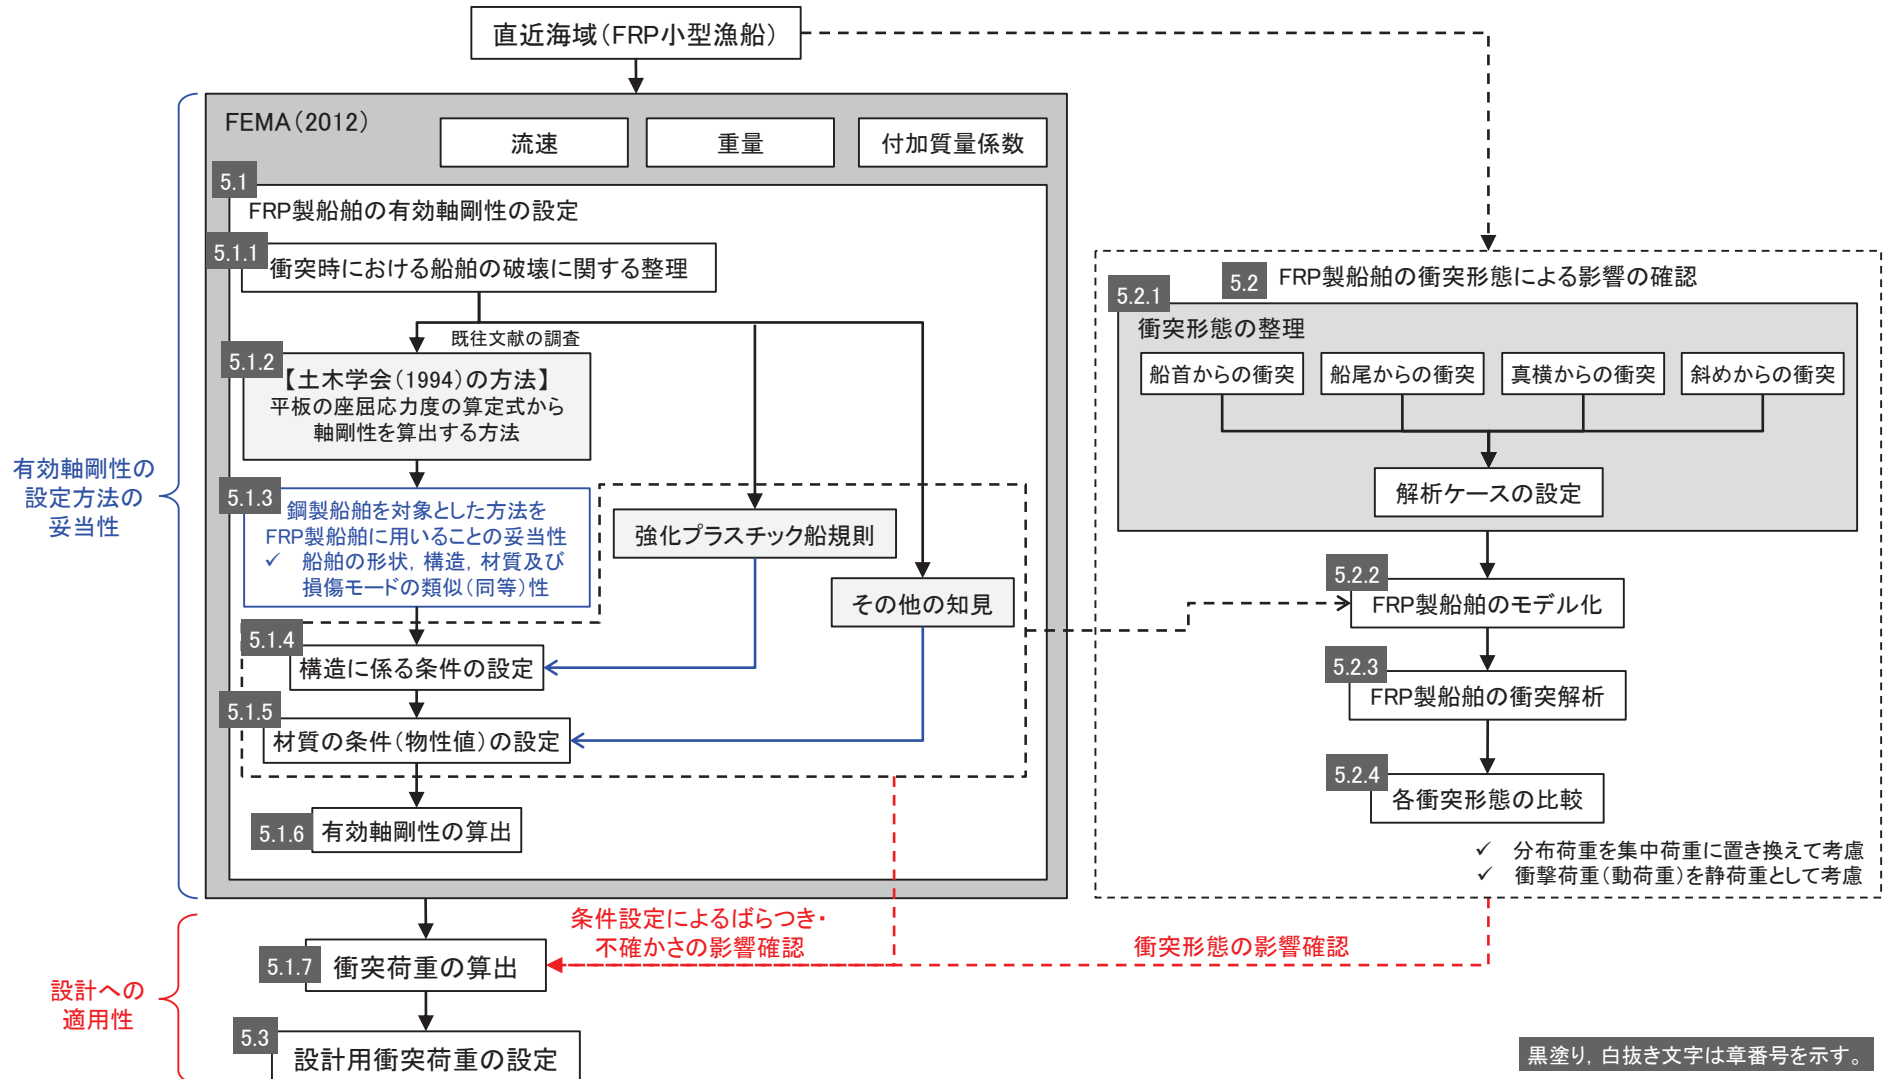 直近海域(FRP小型漁船)
FEMA(2012)
流速
重量
付加質量係数
5.1
FRP製船舶の有効軸剛性の設定
5.1.1
衝突時における船舶の破壊に関する整理
既往文献の調査
5.1.2
【土木学会(1994)の方法】
平板の座屈応力度の算定式から
軸剛性を算出する方法
5.1.3
鋼製船舶を対象とした方法を
FRP製船舶に用いることの妥当性
✓ 船舶の形状, 構造, 材質及び
損傷モードの類似(同等)性
強化プラスチック船規則
その他の知見
5.1.4
構造に係る条件の設定
5.1.5
材質の条件(物性値)の設定
5.1.6
有効軸剛性の算出
有効軸剛性の
設定方法の
妥当性
5.2
FRP製船舶の衝突形態による影響の確認
5.2.1
衝突形態の整理
船首からの衝突
船尾からの衝突
真横からの衝突
斜めからの衝突
解析ケースの設定
5.2.2
FRP製船舶のモデル化
5.2.3
FRP製船舶の衝突解析
5.2.4
各衝突形態の比較
✓ 分布荷重を集中荷重に置き換えて考慮
✓ 衝撃荷重(動荷重)を静荷重として考慮
条件設定によるばらつき・
不確かさの影響確認
衝突形態の影響確認
5.1.7
衝突荷重の算出
設計への
適用性
5.3
設計用衝突荷重の設定
黒塗り, 白抜き文字は章番号を示す。